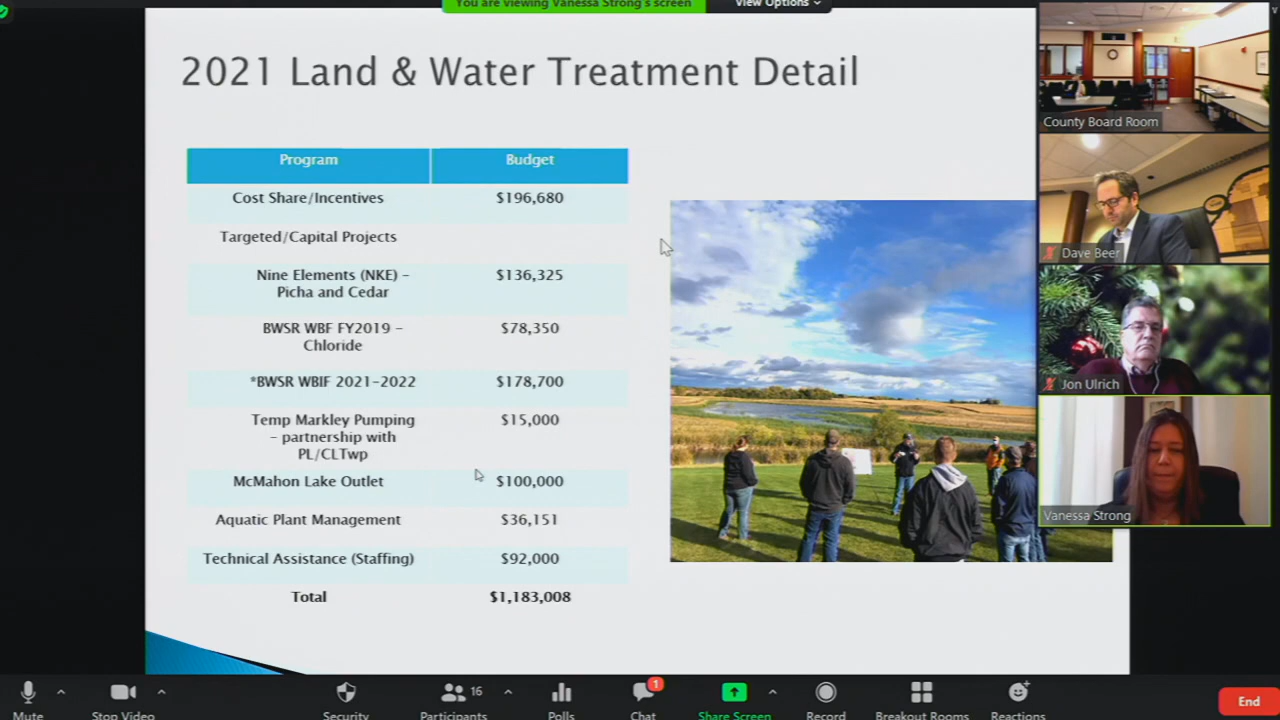 You are viewing Vanessa Strong's screen
View Options
2021 Land & Water Treatment Detail
Program Budget
Cost Share/Incentives $196,680
Targeted/Capital Projects
Nine Elements (NKE) – $136,325
Picha and Cedar
BWSR WBF FY2019 – $78,350
Chloride
*BWSR WBIF 2021-2022 $178,700
Temp Markley Pumping $15,000
– partnership with
PL/CLTwp
McMahon Lake Outlet $100,000
Aquatic Plant Management $36,151
Technical Assistance (Staffing) $92,000
Total $1,183,008
County Board Room
Dave Beer
Jon Ulrich
Vanessa Strong
Mute
Stop Video
Security
16
Participants
Polls
1
Chat
Share Screen
Record
Breakout Rooms
Reactions
End